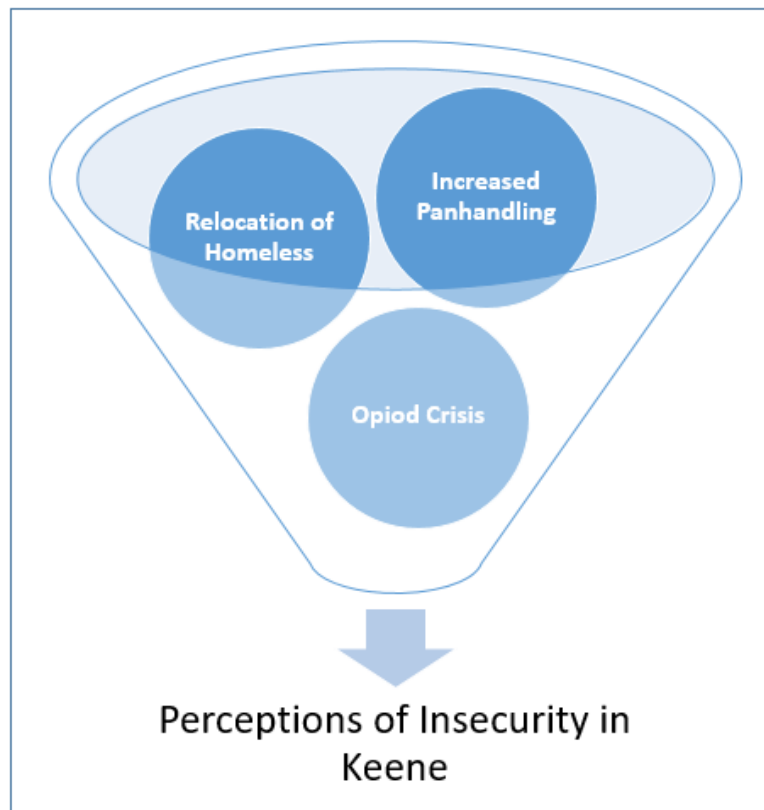 Relocation of
Homeless
Increased
Panhandling
Opiod Crisis
Perceptions of Insecurity in
Keene